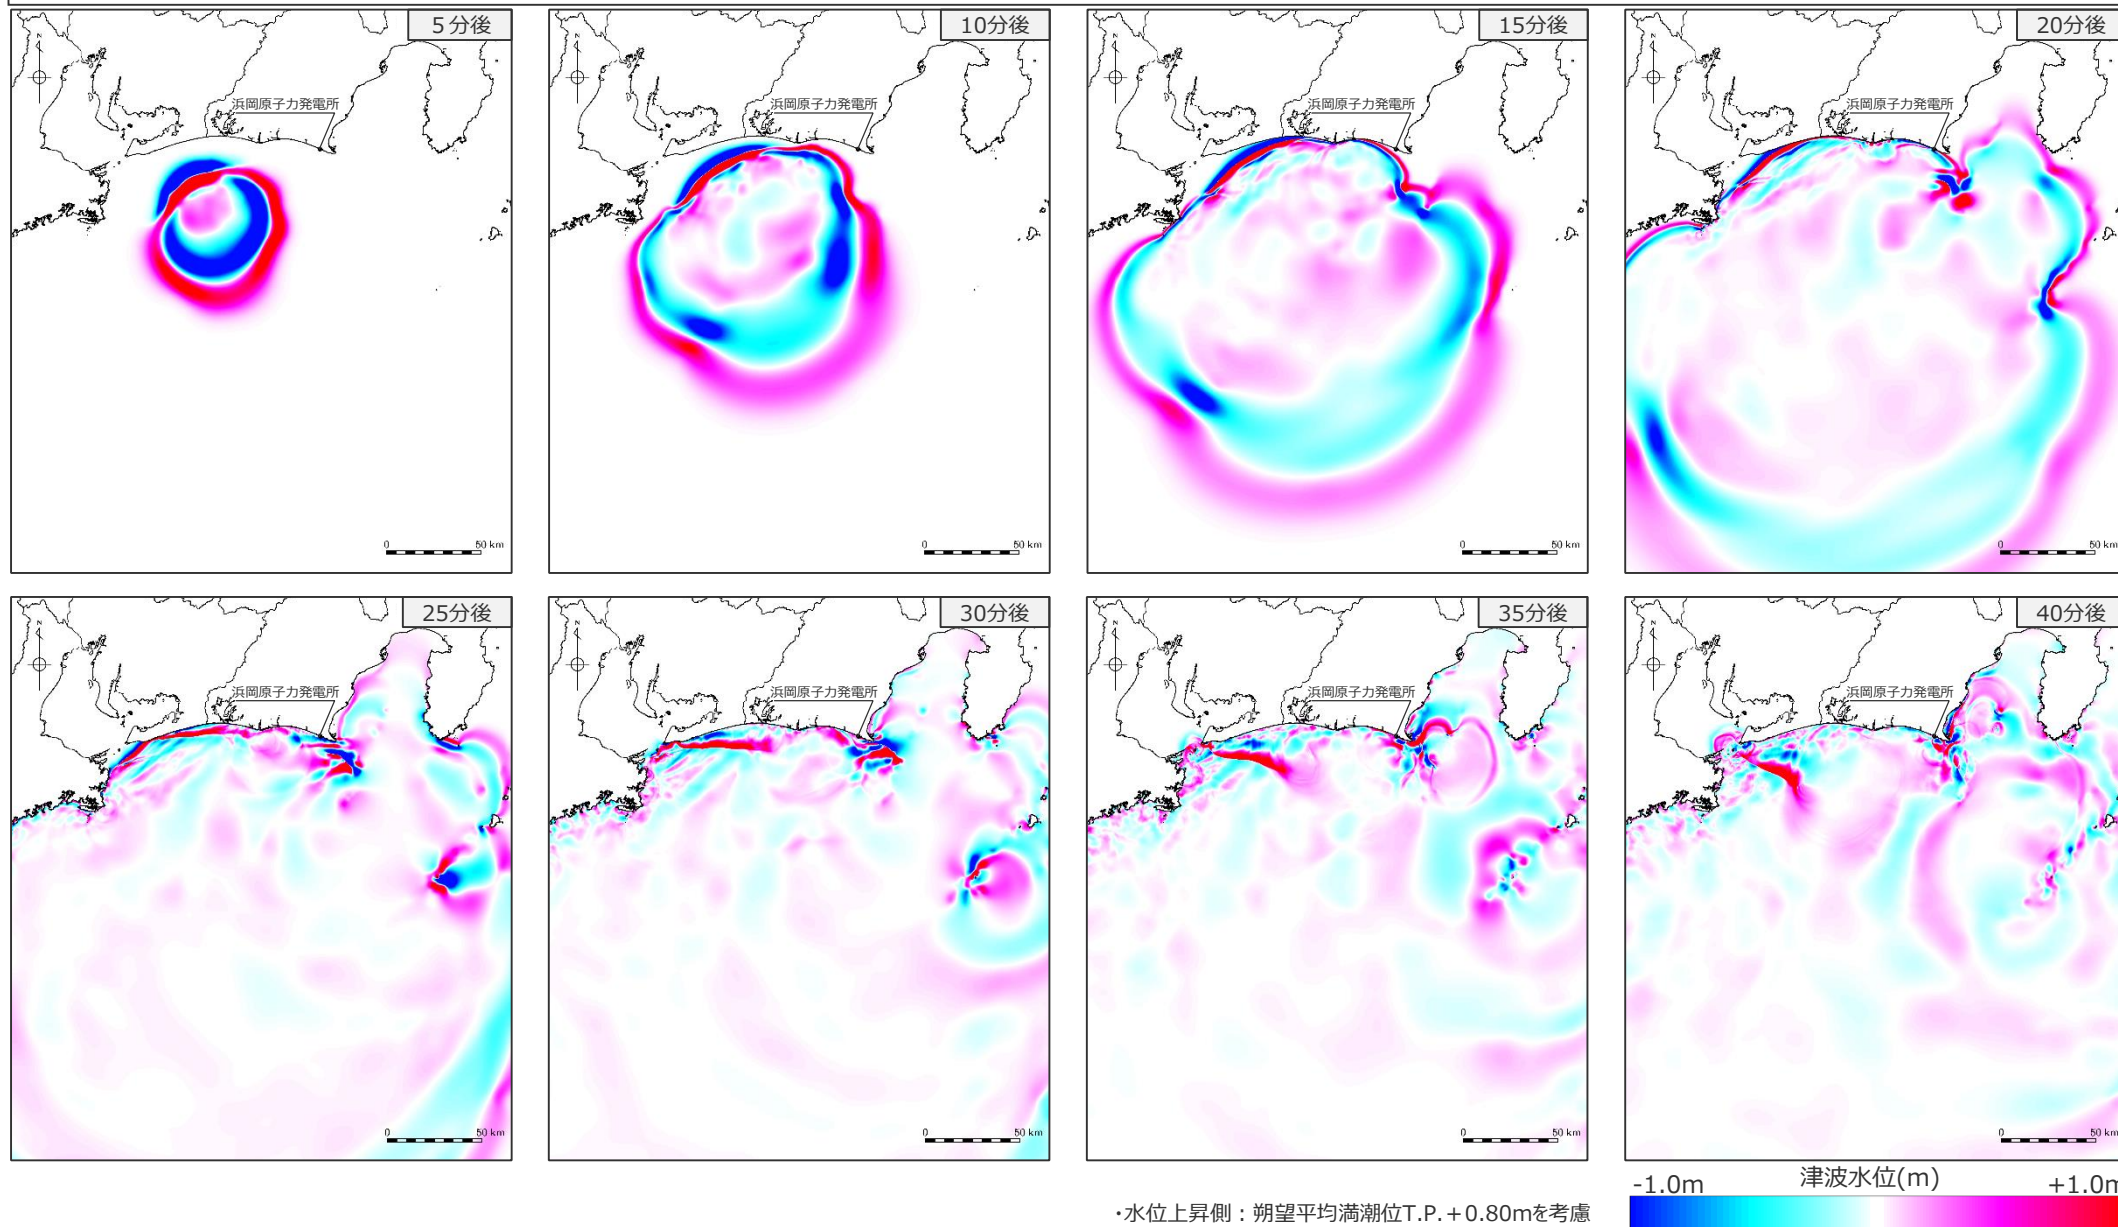 5分後
10分後
15分後
20分後
浜岡原子力発電所
浜岡原子力発電所
浜岡原子力発電所
浜岡原子力発電所
N
N
N
N
0 50 km
0 50 km
0 50 km
0 50 km
25分後
30分後
35分後
40分後
浜岡原子力発電所
浜岡原子力発電所
浜岡原子力発電所
浜岡原子力発電所
N
N
N
N
0 50 km
0 50 km
0 50 km
0 50 km
-1.0m 津波水位(m) +1.0m
・水位上昇側：朔望平均満潮位T.P.+0.80mを考慮